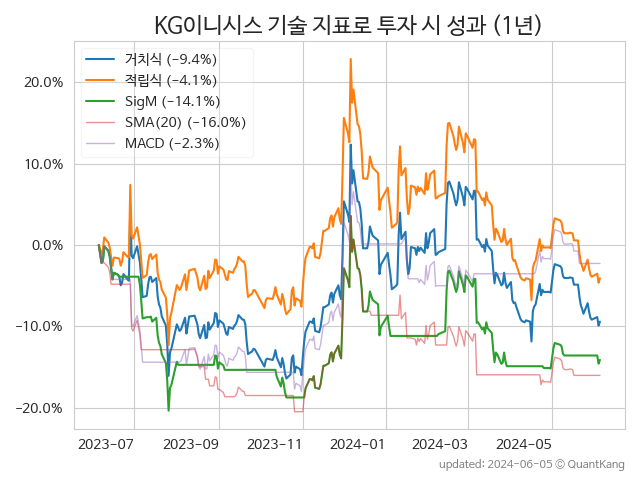 KG이니시스 기술 지표로 투자 시 성과 (1년)
거치식 (−9.4%)
적립식 (−4.1%)
SigM (−14.1%)
SMA(20) (−16.0%)
MACD (−2.3%)
20.0%
10.0%
0.0%
−10.0%
−20.0%
2023-07
2023-09
2023-11
2024-01
2024-03
2024-05
updated: 2024-06-05 © QuantKang